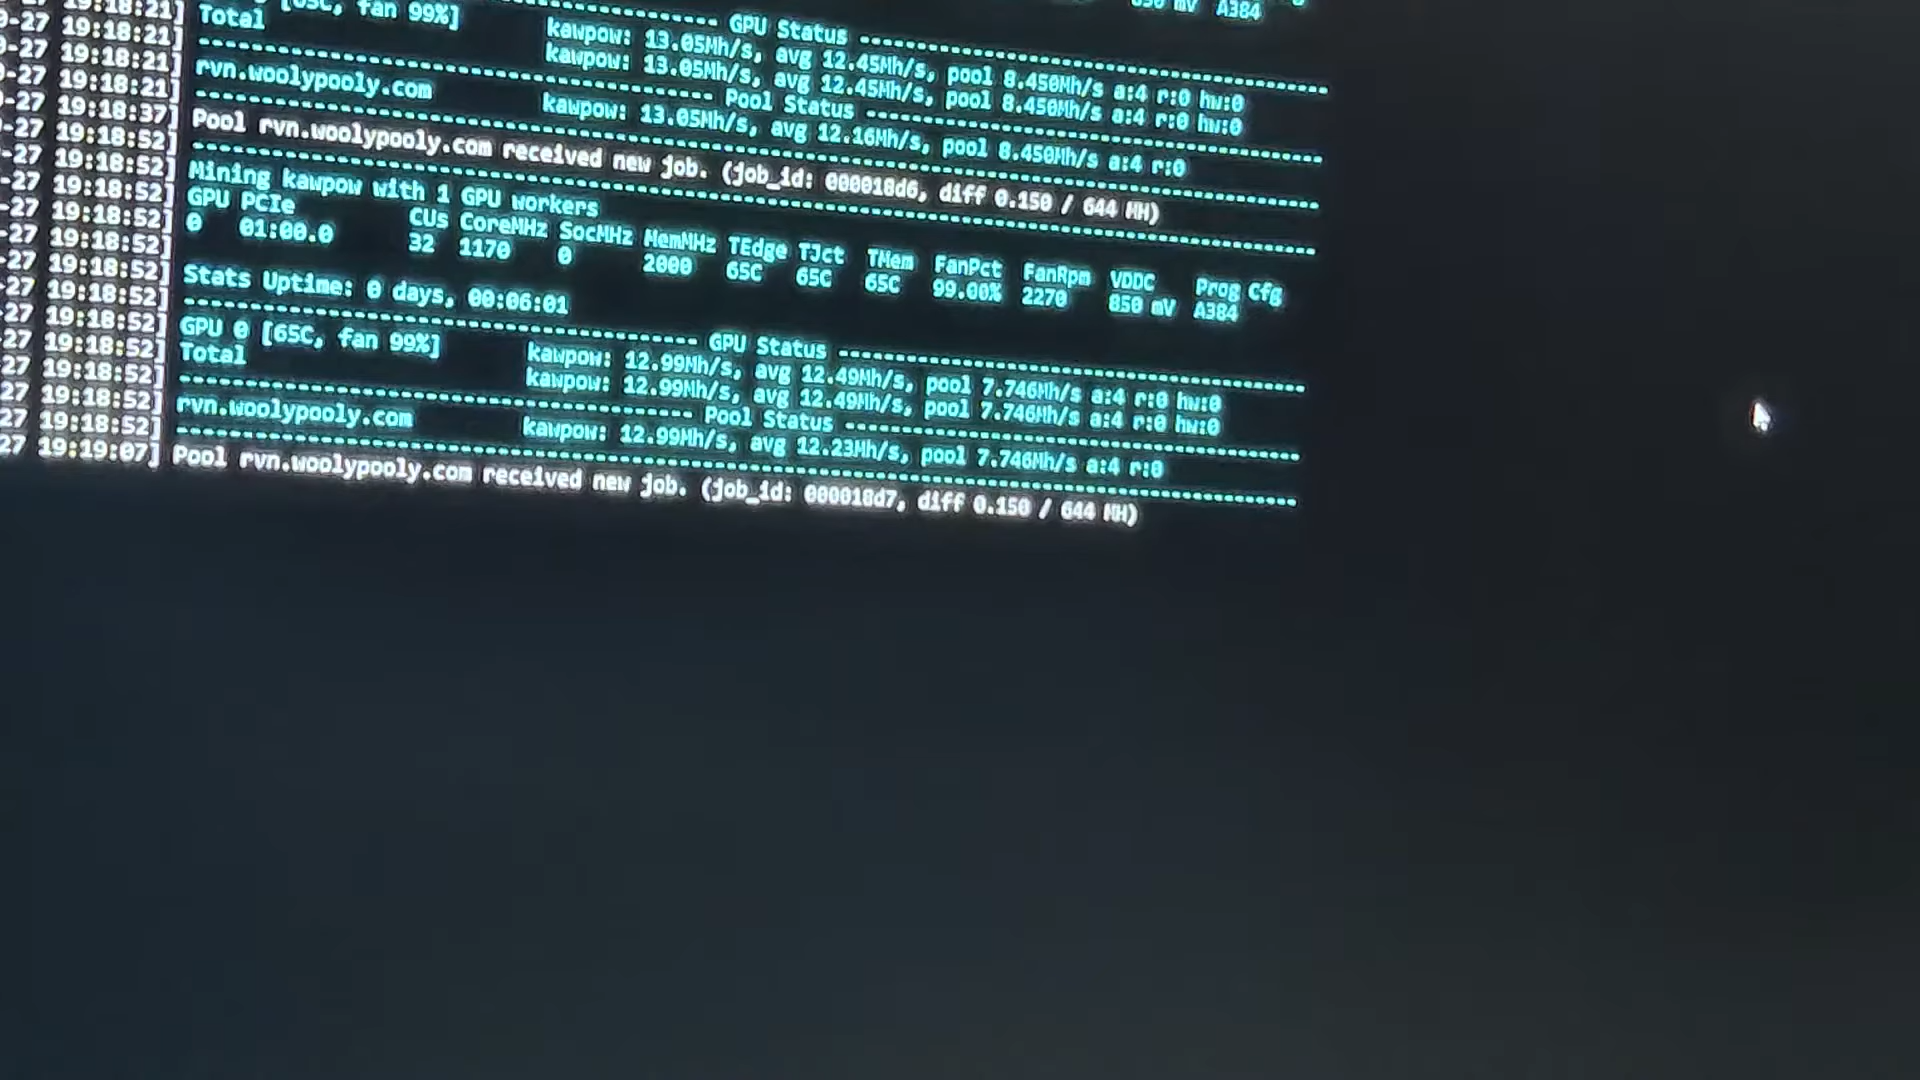 850 mV A384
19:18:21] [65C, fan 99%]
19:18:21] Total
------------------ GPU Status ------------------
kawpow: 13.05Mh/s, avg 12.45Mh/s, pool 8.450Mh/s a:4 r:0 hw:0
kawpow: 13.05Mh/s, avg 12.45Mh/s, pool 8.450Mh/s a:4 r:0 hw:0
------------------ Pool Status ------------------
19:18:21] rvn.woolypooly.com kawpow: 13.05Mh/s, avg 12.16Mh/s, pool 8.450Mh/s a:4 r:0
19:18:21]
-27 19:18:37] Pool rvn.woolypooly.com received new job. (job_id: 000018d6, diff 0.150 / 644 MH)
-27 19:18:52]
-27 19:18:52] Mining kawpow with 1 GPU workers
-27 19:18:52] GPU PCIe CUs CoreMHz SocMHz MemMHz TEdge TJct TMem FanPct FanRpm VDDC Prog Cfg
-27 19:18:52] 0 01:00.0 32 1170 0 2000 65C 65C 65C 99.00% 2270 850 mV A384
-27 19:18:52]
-27 19:18:52] Stats Uptime: 0 days, 00:06:01
-27 19:18:52] ------------------ GPU Status ------------------
-27 19:18:52] GPU 0 [65C, fan 99%] kawpow: 12.99Mh/s, avg 12.49Mh/s, pool 7.746Mh/s a:4 r:0 hw:0
27 19:18:52] Total kawpow: 12.99Mh/s, avg 12.49Mh/s, pool 7.746Mh/s a:4 r:0 hw:0
27 19:18:52] ------------------ Pool Status ------------------
27 19:18:52] rvn.woolypooly.com kawpow: 12.99Mh/s, avg 12.23Mh/s, pool 7.746Mh/s a:4 r:0
27 19:18:52]
27 19:19:07] Pool rvn.woolypooly.com received new job. (job_id: 000018d7, diff 0.150 / 644 MH)